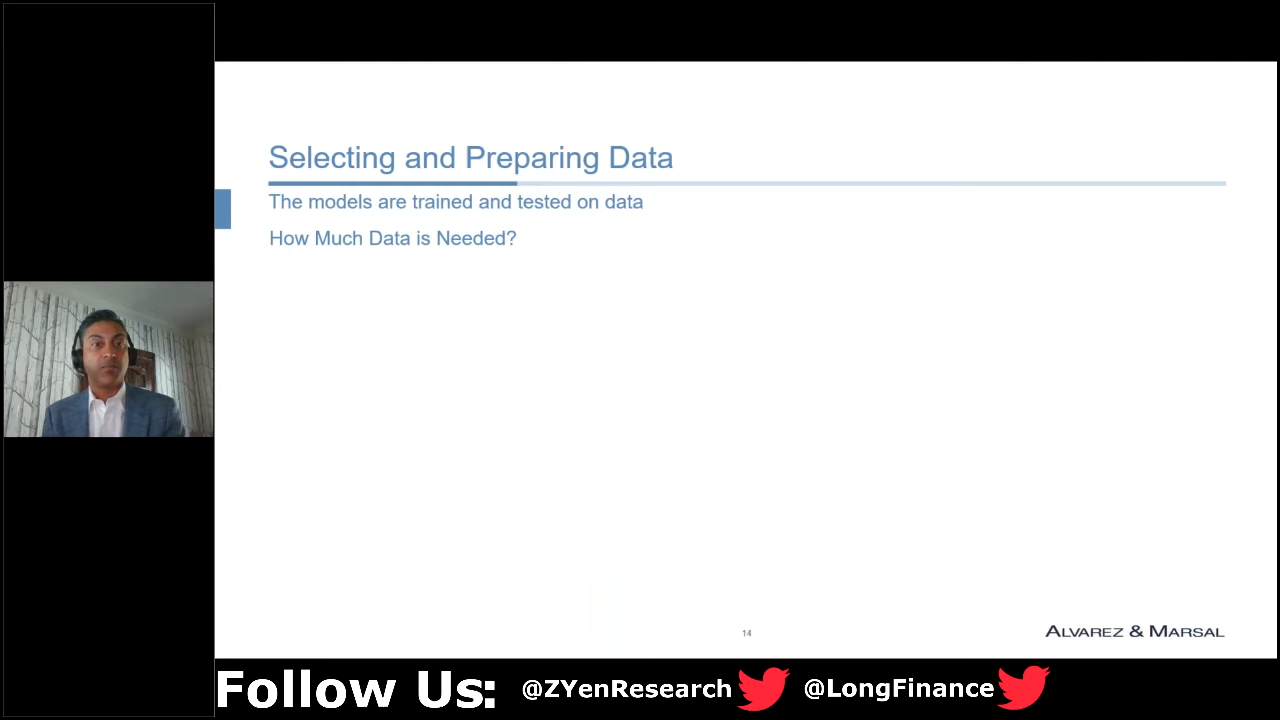 Selecting and Preparing Data
The models are trained and tested on data
How Much Data is Needed?
14
ALVAREZ & MARSAL
Follow Us: @ZYenResearch @LongFinance